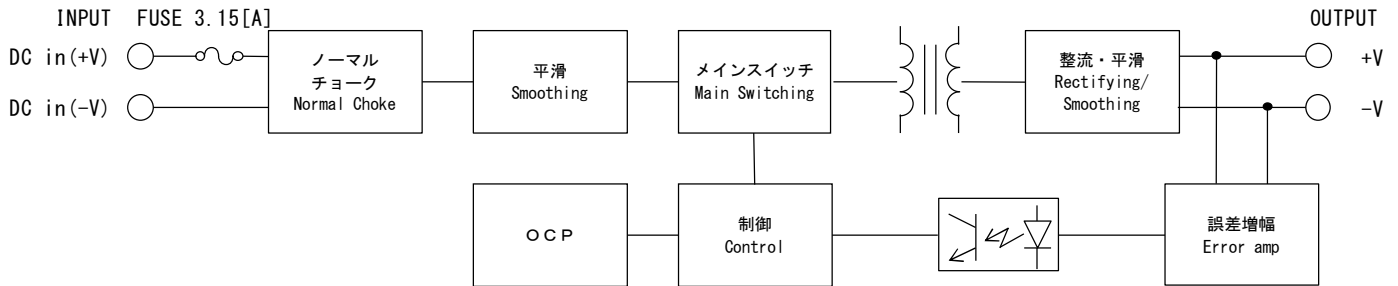 INPUT FUSE 3.15[A]
OUTPUT
DC in(+V)
DC in(-V)
ノーマル
チョーク
Normal Choke
平滑
Smoothing
メインスイッチ
Main Switching
整流・平滑
Rectifying/
Smoothing
+V
-V
ＯＣＰ
制御
Control
誤差増幅
Error amp